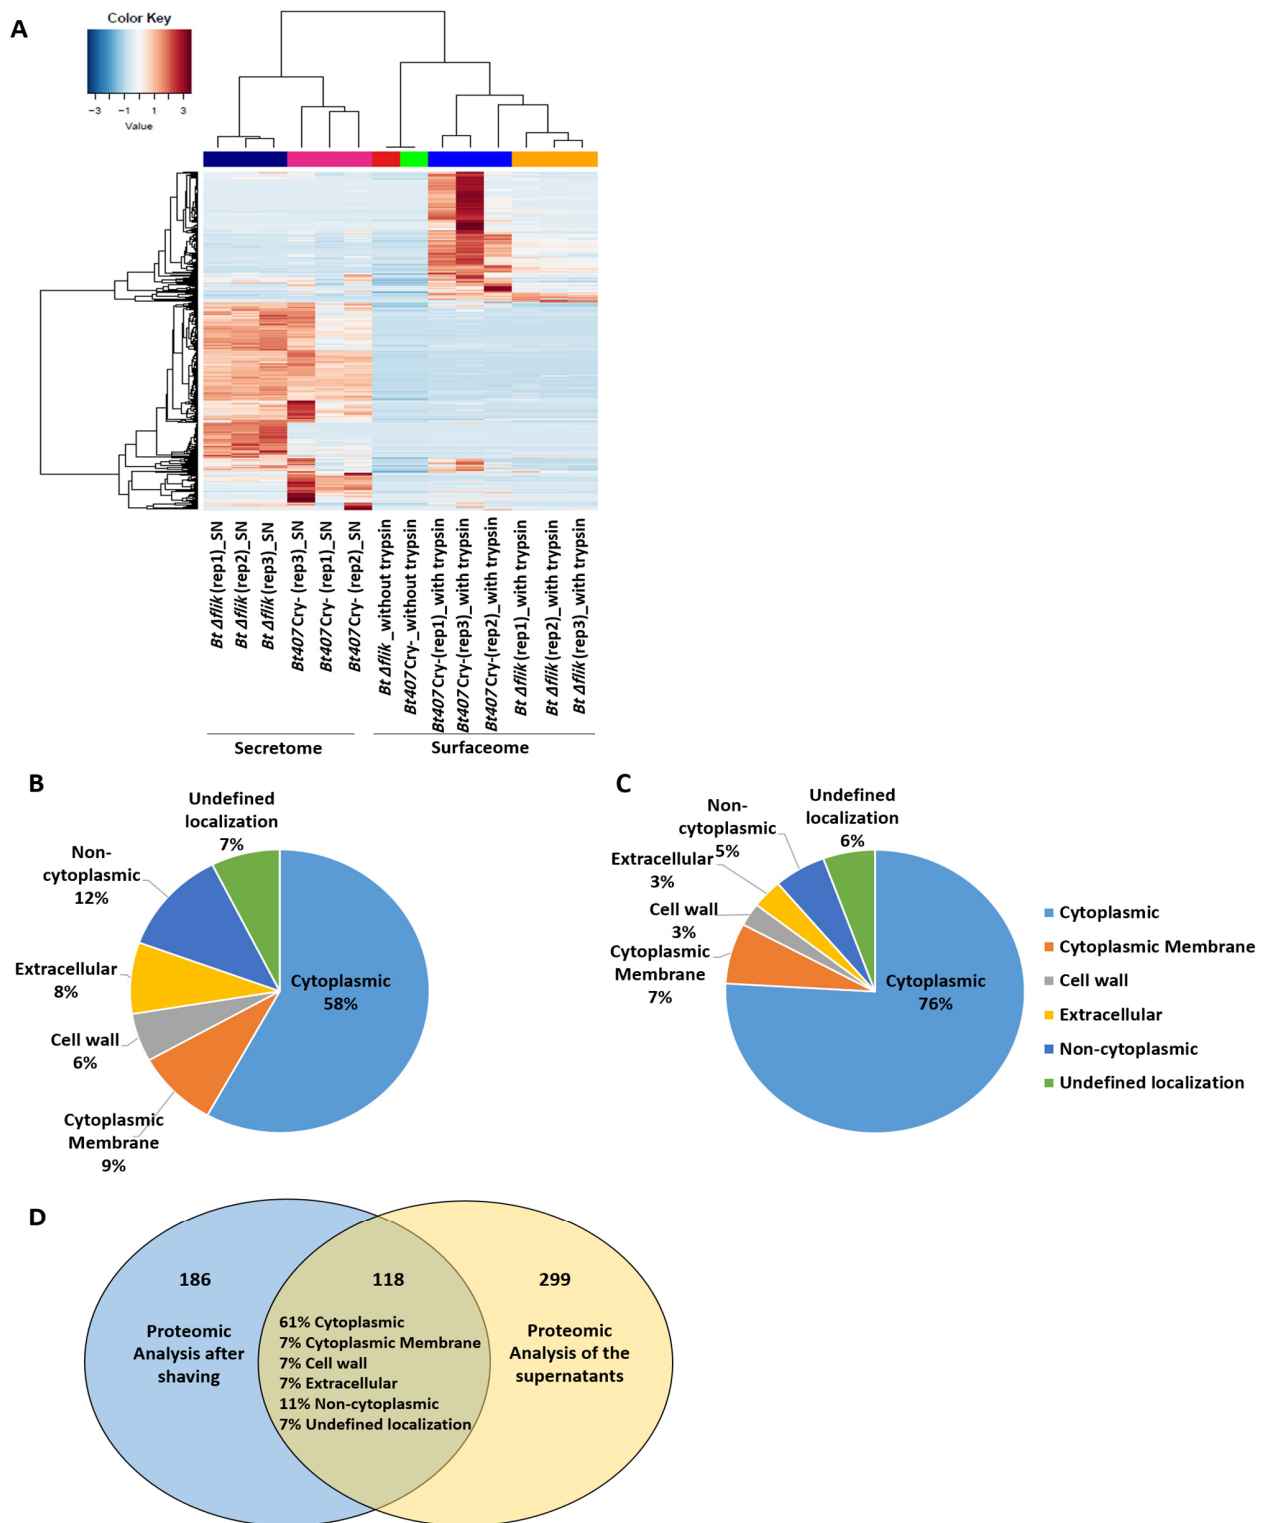 A
Color Key
−3 −1 1 3
Value
Bt Δflik (rep1)_SN
Bt Δflik (rep2)_SN
Bt Δflik (rep3)_SN
Bt407 Cry- (rep3)_SN
Bt407 Cry- (rep1)_SN
Bt407 Cry- (rep2)_SN
Bt Δflik _without trypsin
Bt407 Cry-_without trypsin
Bt407 Cry-(rep1)_with trypsin
Bt407 Cry-(rep3)_with trypsin
Bt407 Cry-(rep2)_with trypsin
Bt Δflik (rep1)_with trypsin
Bt Δflik (rep2)_with trypsin
Bt Δflik (rep3)_with trypsin
Secretome
Surfaceome
B
Undefined
localization
7%
Non-
cytoplasmic
12%
Extracellular
8%
Cell wall
6%
Cytoplasmic
Membrane
9%
Cytoplasmic
58%
C
Undefined
localization
6%
Non-
cytoplasmic
5%
Extracellular
3%
Cell wall
3%
Cytoplasmic
Membrane
7%
Cytoplasmic
76%
Cytoplasmic
Cytoplasmic Membrane
Cell wall
Extracellular
Non-cytoplasmic
Undefined localization
D
186
Proteomic
Analysis after
shaving
118
61% Cytoplasmic
7% Cytoplasmic Membrane
7% Cell wall
7% Extracellular
11% Non-cytoplasmic
7% Undefined localization
299
Proteomic
Analysis of the
supernatants